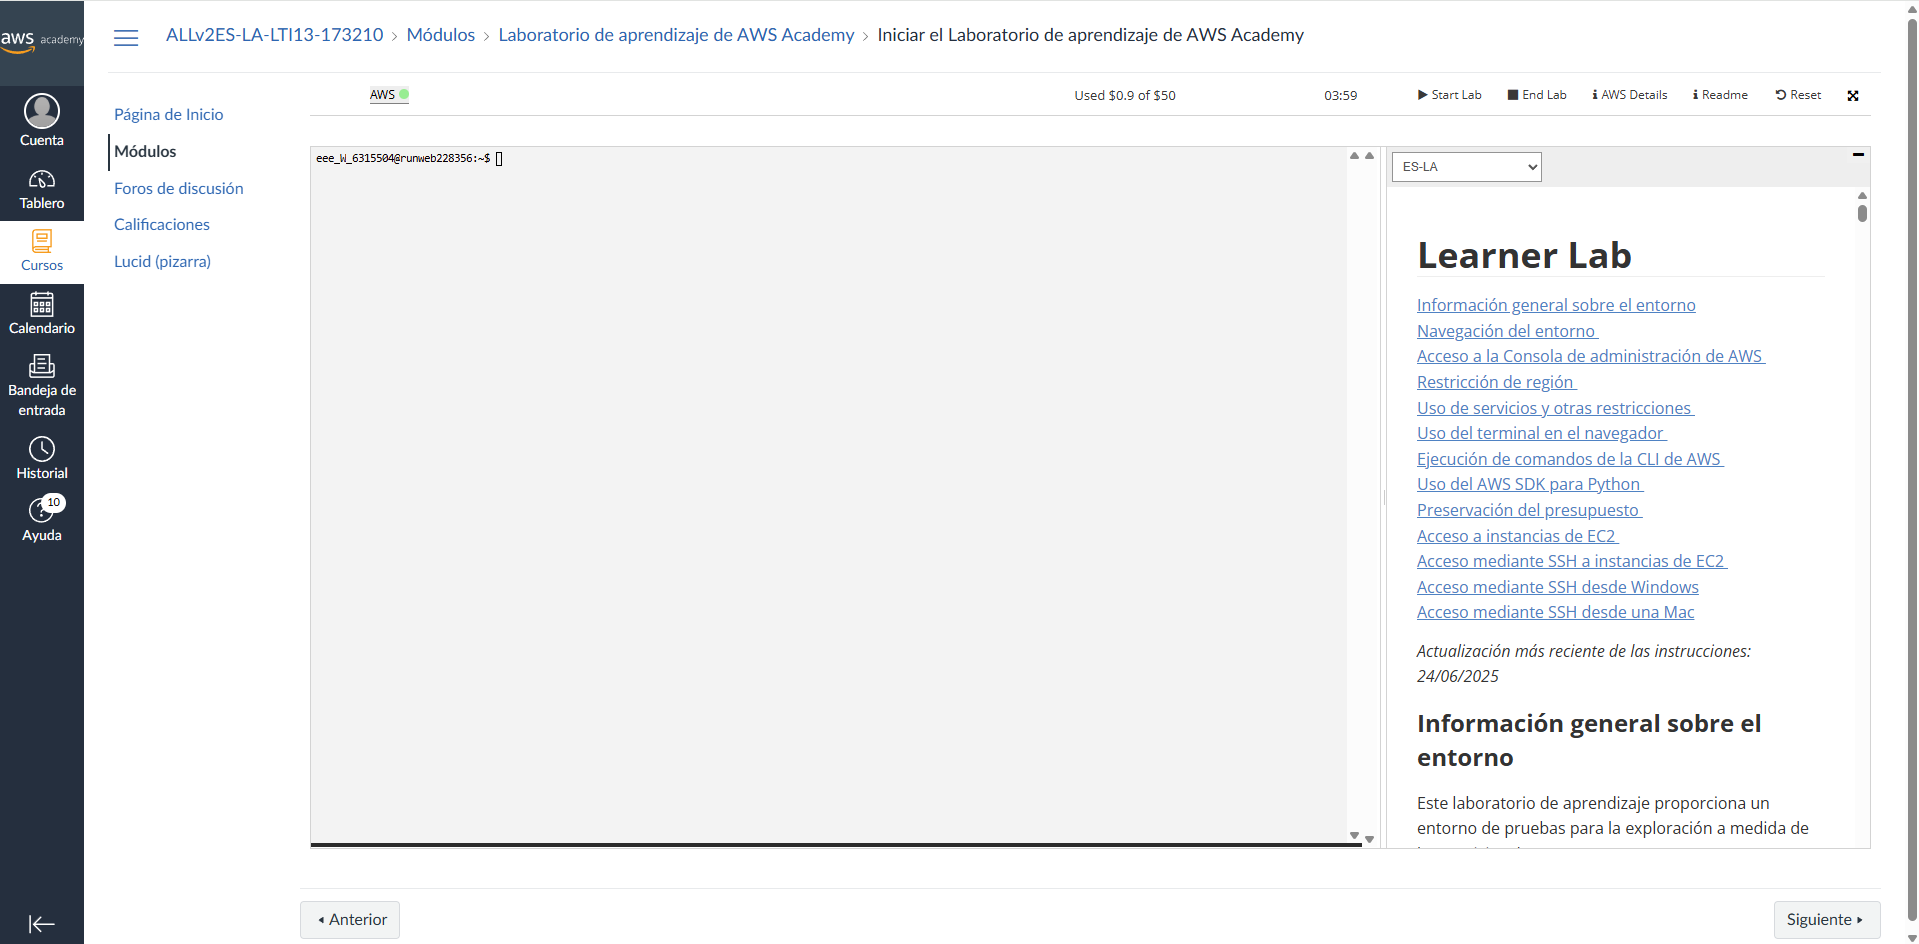 aws academy
Cuenta
Tablero
Cursos
Calendario
Bandeja de
entrada
Historial
10
Ayuda
ALLv2ES-LA-LTI13-173210 › Módulos › Laboratorio de aprendizaje de AWS Academy › Iniciar el Laboratorio de aprendizaje de AWS Academy
Página de Inicio
Módulos
Foros de discusión
Calificaciones
Lucid (pizarra)
AWS Used $0.9 of $50 03:59 Start Lab End Lab AWS Details Readme Reset
eee_W_6315504@runweb228356:~$
ES-LA
Learner Lab
Información general sobre el entorno
Navegación del entorno
Acceso a la Consola de administración de AWS
Restricción de región
Uso de servicios y otras restricciones
Uso del terminal en el navegador
Ejecución de comandos de la CLI de AWS
Uso del AWS SDK para Python
Preservación del presupuesto
Acceso a instancias de EC2
Acceso mediante SSH a instancias de EC2
Acceso mediante SSH desde Windows
Acceso mediante SSH desde una Mac
Actualización más reciente de las instrucciones:
24/06/2025
Información general sobre el
entorno
Este laboratorio de aprendizaje proporciona un
entorno de pruebas para la exploración a medida de
Anterior
Siguiente